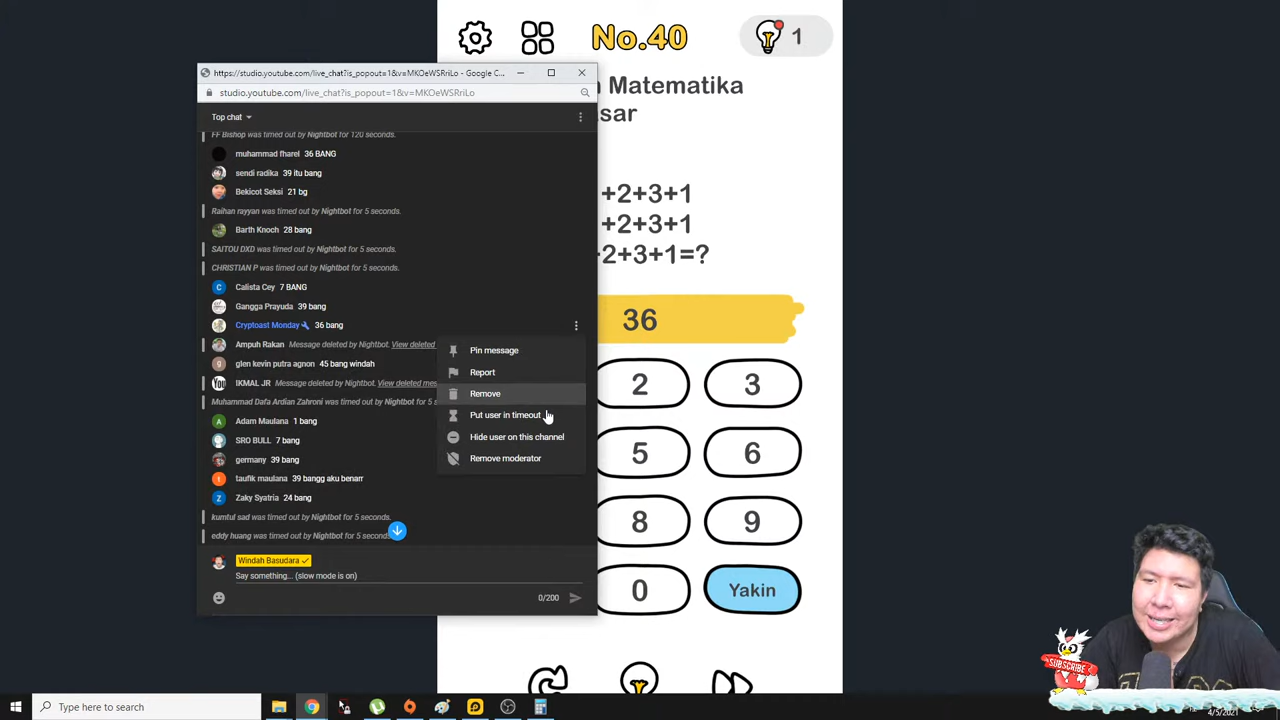 No.40
1
https://studio.youtube.com/live_chat?is_popout=1&v=MKOeWSRriLo - Google C...
studio.youtube.com/live_chat?is_popout=1&v=MKOeWSRriLo
Matematika
sar
Top chat
FF Bishop was timed out by Nightbot for 120 seconds.
muhammad fharel 36 BANG
sendi radika 39 itu bang
Bekicot Seksi 21 bg
Raihan rayyan was timed out by Nightbot for 5 seconds.
Barth Knoch 28 bang
SAITOU DXD was timed out by Nightbot for 5 seconds.
CHRISTIAN P was timed out by Nightbot for 5 seconds.
Calista Cey 7 BANG
Gangga Prayuda 39 bang
Cryptoast Monday 36 bang
Ampuh Rakan Message deleted by Nightbot. View deleted
glen kevin putra agnon 45 bang windah
IKMAL JR Message deleted by Nightbot. View deleted mes
Muhammad Dafa Ardian Zahroni was timed out by Nightbot for 5 s
Adam Maulana 1 bang
SRO BULL 7 bang
germany 39 bang
taufik maulana 39 bangg aku benarr
Zaky Syatria 24 bang
kumtul sad was timed out by Nightbot for 5 seconds.
eddy huang was timed out by Nightbot for 5 seconds.
Windah Basudara
Say something... (slow mode is on)
0/200
Pin message
Report
Remove
Put user in timeout
Hide user on this channel
Remove moderator
+2+3+1
+2+3+1
+2+3+1=?
36
2 3
5 6
8 9
0 Yakin
SUBSCRIBE
Type here to search
4/5/2021